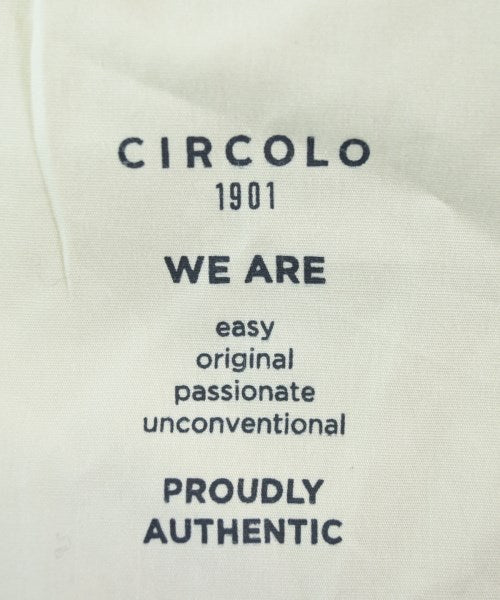 CIRCOLO
1901
WE ARE
easy
original
passionate
unconventional
PROUDLY
AUTHENTIC